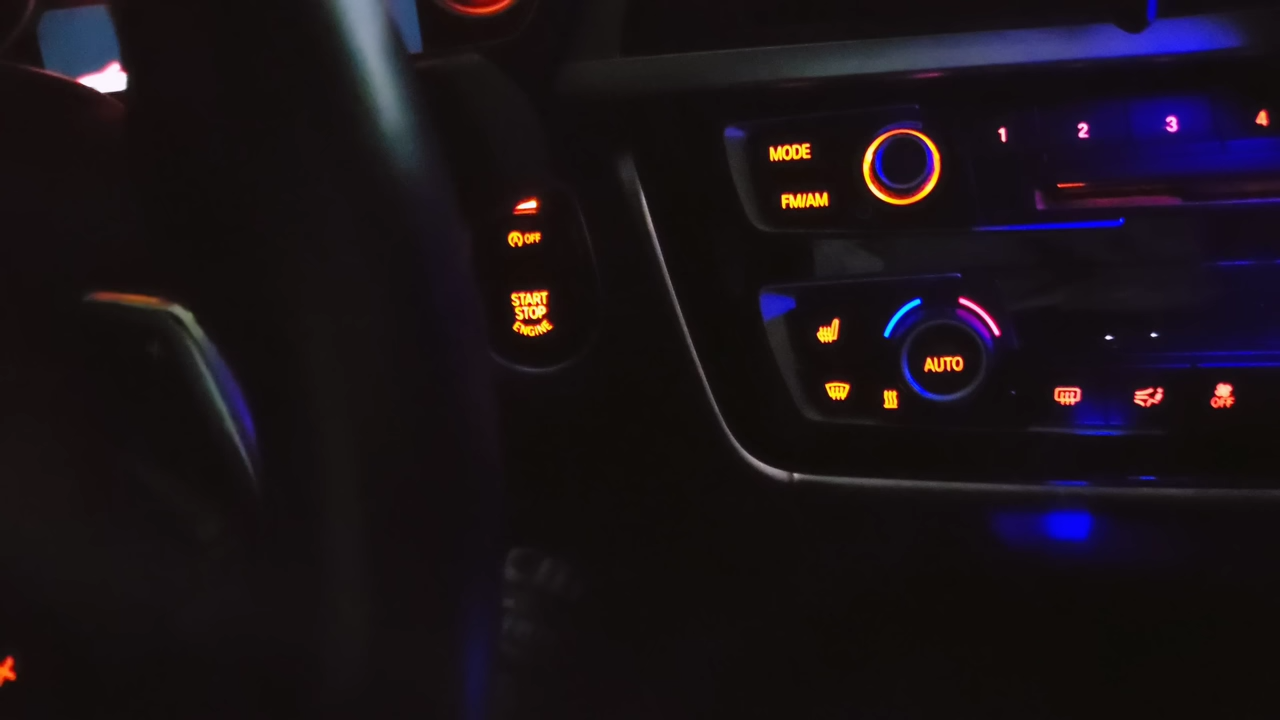 MODE
FM/AM
1 2 3 4
A OFF
START
STOP
ENGINE
AUTO
OFF